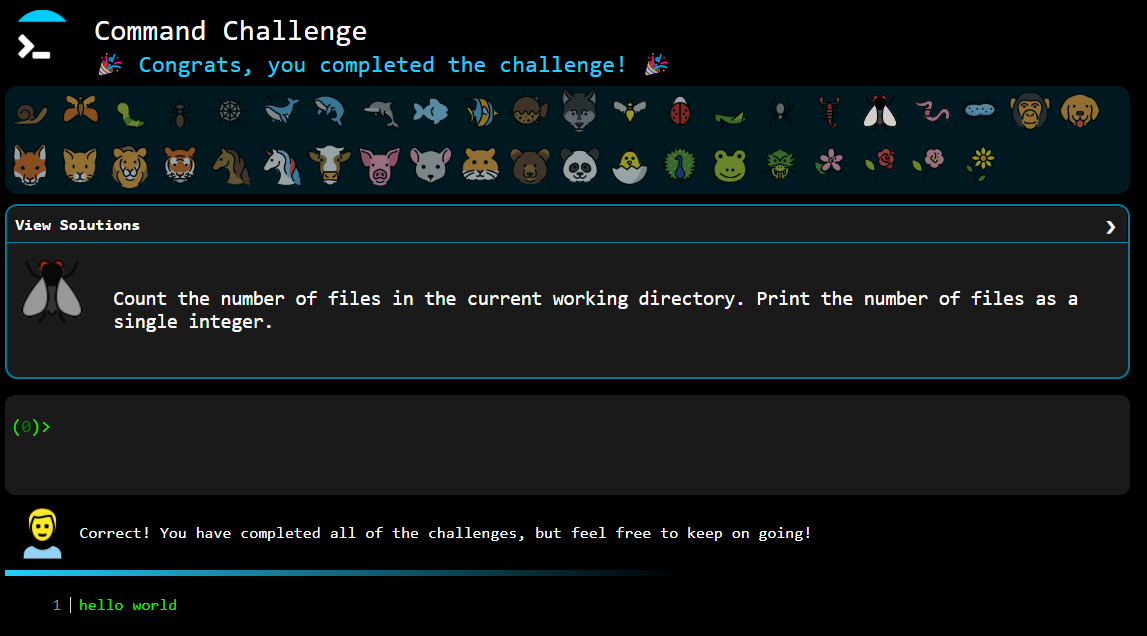 Command Challenge
🎉 Congrats, you completed the challenge! 🎉
View Solutions ❯
Count the number of files in the current working directory. Print the number of files as a
single integer.
(0)>
Correct! You have completed all of the challenges, but feel free to keep on going!
1 hello world